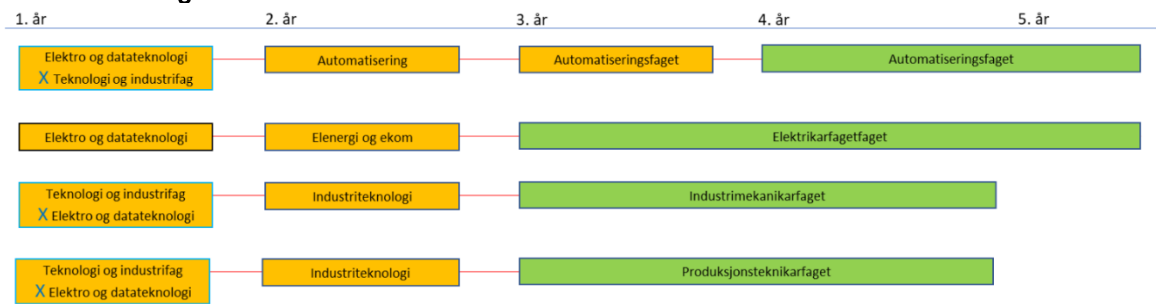 1. år 2. år 3. år 4. år 5. år
Elektro og datateknologi
X Teknologi og industrifag
Automatisering
Automatiseringsfaget
Automatiseringsfaget
Elektro og datateknologi
Elenergi og ekom
Elektrikarfagetfaget
Teknologi og industrifag
X Elektro og datateknologi
Industriteknologi
Industrimekanikarfaget
Teknologi og industrifag
X Elektro og datateknologi
Industriteknologi
Produksjonsteknikarfaget